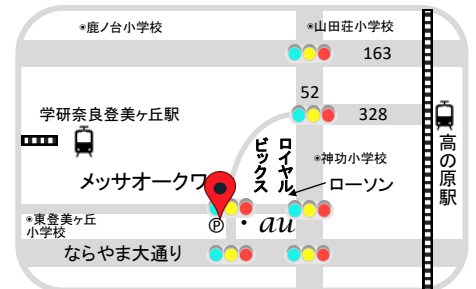 ◉鹿ノ台小学校
◉山田荘小学校
163
52
328
学研奈良登美ヶ丘駅
高の原駅
ロイヤル
ビックス
◉神功小学校
メッサオークワ
ローソン
◉東登美ヶ丘
小学校
Ⓟ
・au
ならやま大通り